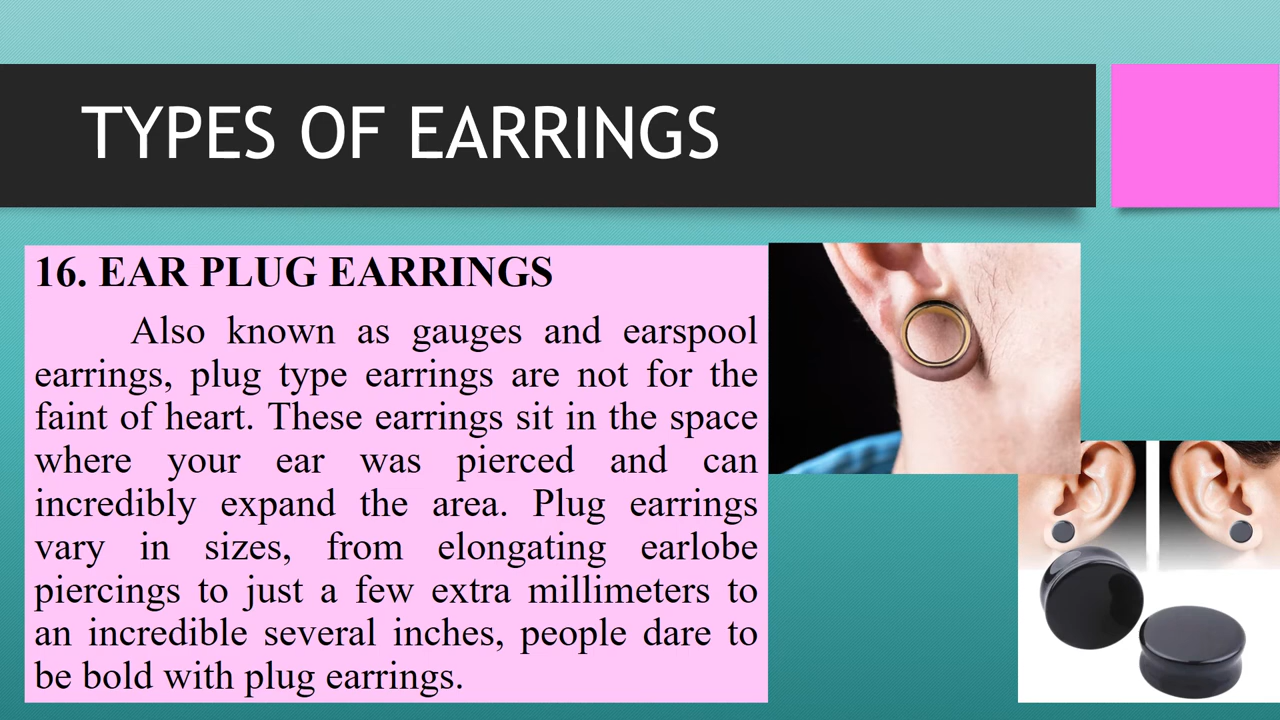 TYPES OF EARRINGS
16. EAR PLUG EARRINGS
Also known as gauges and earspool
earrings, plug type earrings are not for the
faint of heart. These earrings sit in the space
where your ear was pierced and can
incredibly expand the area. Plug earrings
vary in sizes, from elongating earlobe
piercings to just a few extra millimeters to
an incredible several inches, people dare to
be bold with plug earrings.